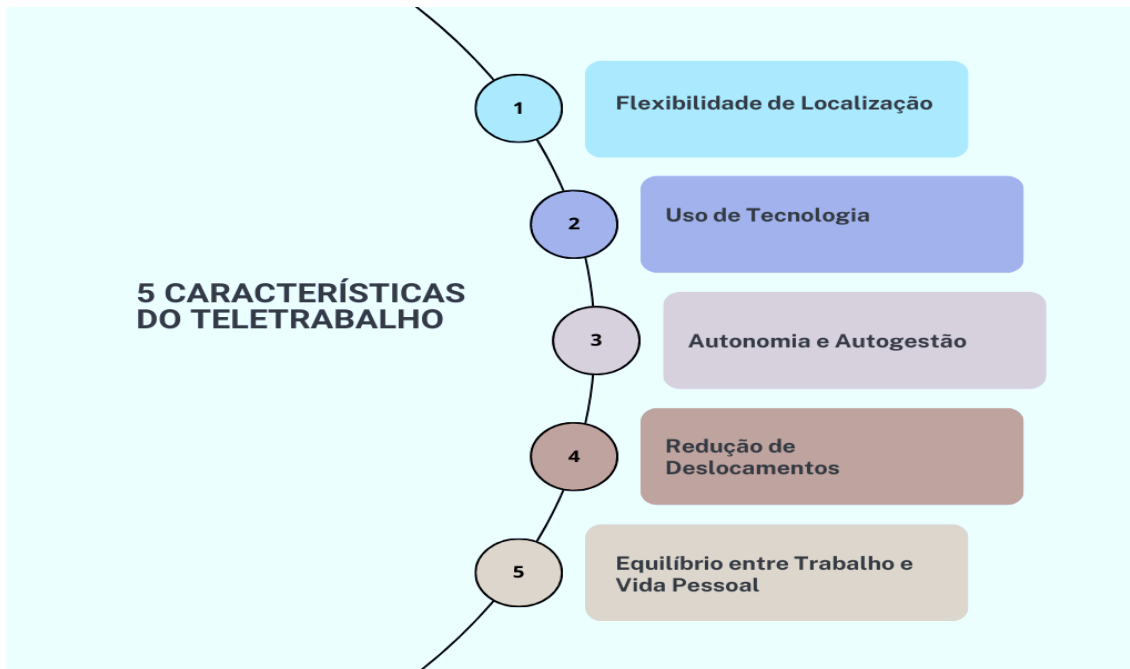 5 CARACTERÍSTICAS
DO TELETRABALHO
1
Flexibilidade de Localização
2
Uso de Tecnologia
3
Autonomia e Autogestão
4
Redução de
Deslocamentos
5
Equilíbrio entre Trabalho e
Vida Pessoal